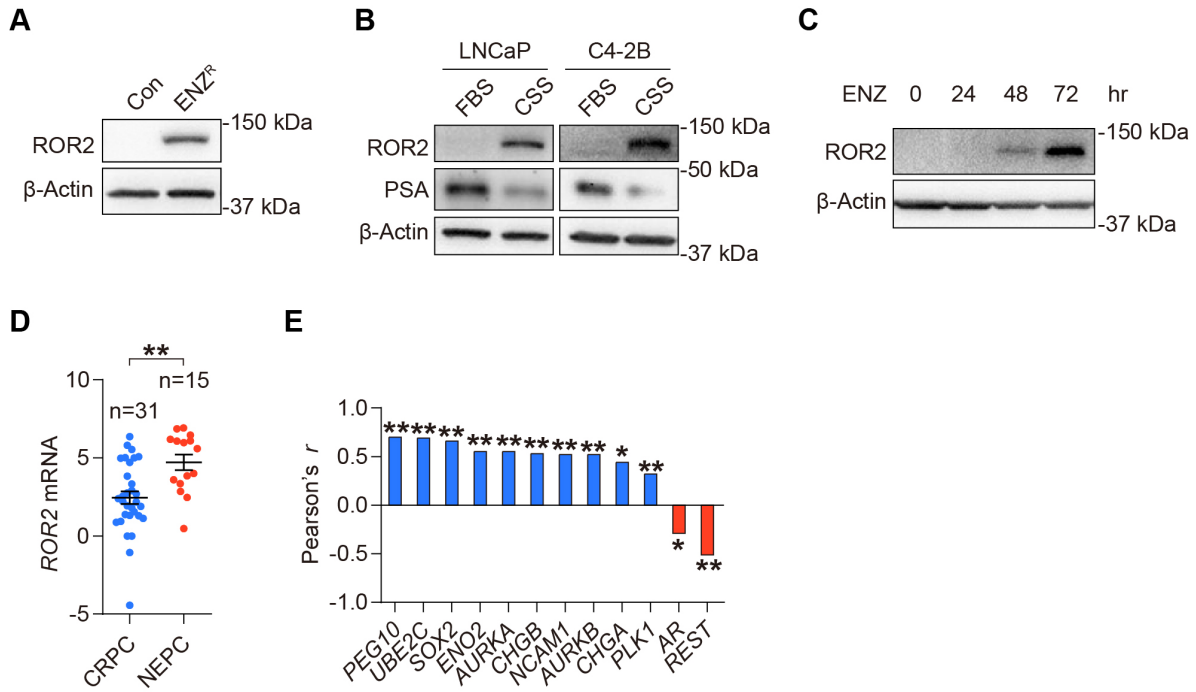 A
Con
ENZᴿ
ROR2
-150 kDa
β-Actin
-37 kDa
B
LNCaP C4-2B
FBS CSS FBS CSS
ROR2
-150 kDa
-50 kDa
PSA
β-Actin
-37 kDa
C
ENZ 0 24 48 72 hr
ROR2
-150 kDa
β-Actin
-37 kDa
D
**
n=15
n=31
10
5
0
-5
ROR2 mRNA
CRPC
NEPC
E
1.0
0.5
0.0
-0.5
-1.0
Pearson's r
** ** ** ** ** ** ** ** * **
* **
PEG10
UBE2C
SOX2
ENO2
AURKA
CHGB
NCAM1
AURKB
CHGA
PLK1
AR
REST